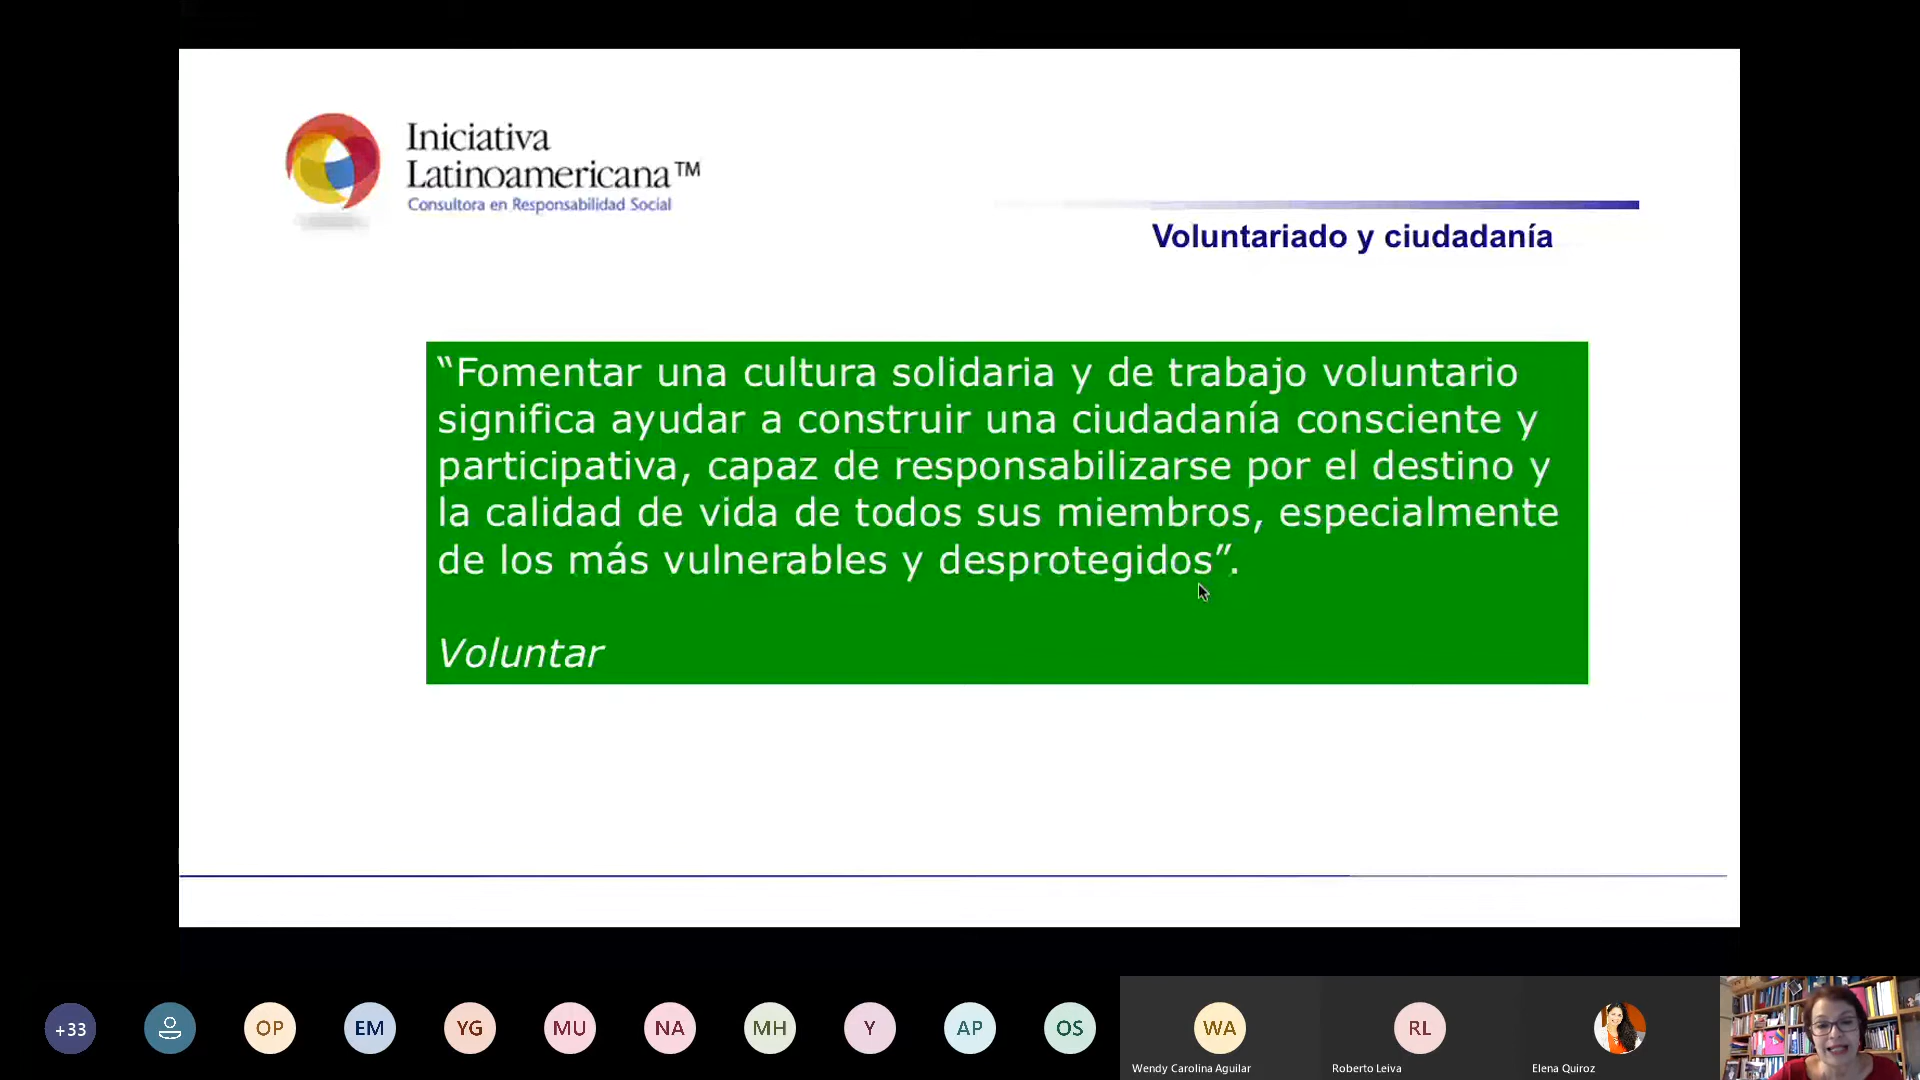 Iniciativa
Latinoamericana™
Consultora en Responsabilidad Social
Voluntariado y ciudadanía
“Fomentar una cultura solidaria y de trabajo voluntario
significa ayudar a construir una ciudadanía consciente y
participativa, capaz de responsabilizarse por el destino y
la calidad de vida de todos sus miembros, especialmente
de los más vulnerables y desprotegidos”.
Voluntar
+33
OP
EM
YG
MU
NA
MH
Y
AP
OS
WA
RL
Wendy Carolina Aguilar
Roberto Leiva
Elena Quiroz